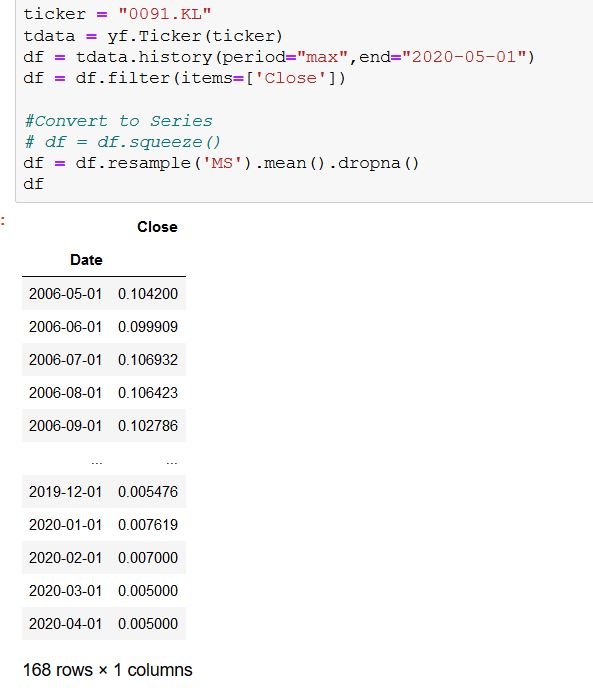 ticker = "0091.KL"
tdata = yf.Ticker(ticker)
df = tdata.history(period="max",end="2020-05-01")
df = df.filter(items=['Close'])
#Convert to Series
# df = df.squeeze()
df = df.resample('MS').mean().dropna()
df
:
Close
Date
2006-05-01 0.104200
2006-06-01 0.099909
2006-07-01 0.106932
2006-08-01 0.106423
2006-09-01 0.102786
... ...
2019-12-01 0.005476
2020-01-01 0.007619
2020-02-01 0.007000
2020-03-01 0.005000
2020-04-01 0.005000
168 rows × 1 columns